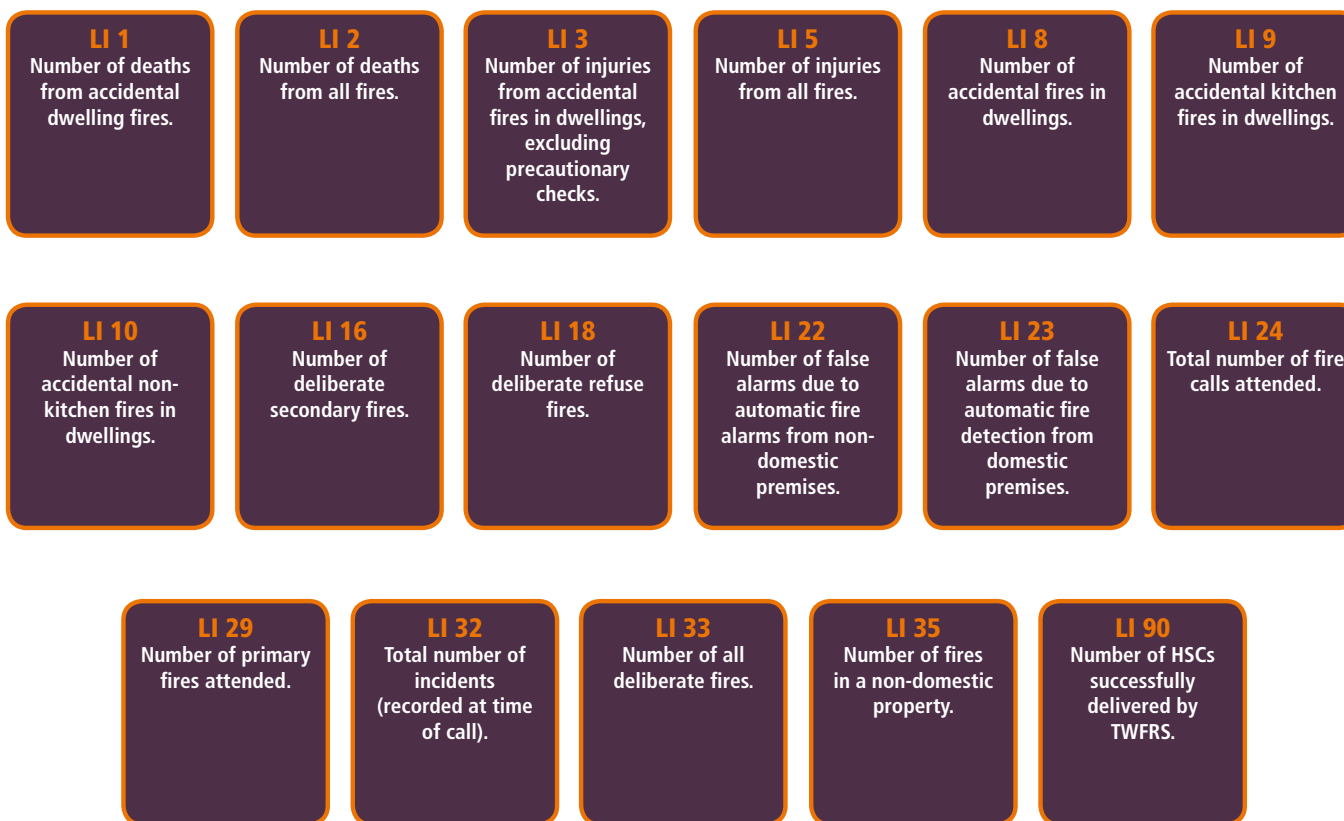 LI 1
Number of deaths
from accidental
dwelling fires.
LI 2
Number of deaths
from all fires.
LI 3
Number of injuries
from accidental
fires in dwellings,
excluding
precautionary
checks.
LI 5
Number of injuries
from all fires.
LI 8
Number of
accidental fires in
dwellings.
LI 9
Number of
accidental kitchen
fires in dwellings.
LI 10
Number of
accidental non-
kitchen fires in
dwellings.
LI 16
Number of
deliberate
secondary fires.
LI 18
Number of
deliberate refuse
fires.
LI 22
Number of false
alarms due to
automatic fire
alarms from non-
domestic
premises.
LI 23
Number of false
alarms due to
automatic fire
detection from
domestic
premises.
LI 24
Total number of fire
calls attended.
LI 29
Number of primary
fires attended.
LI 32
Total number of
incidents
(recorded at time
of call).
LI 33
Number of all
deliberate fires.
LI 35
Number of fires
in a non-domestic
property.
LI 90
Number of HSCs
successfully
delivered by
TWFRS.